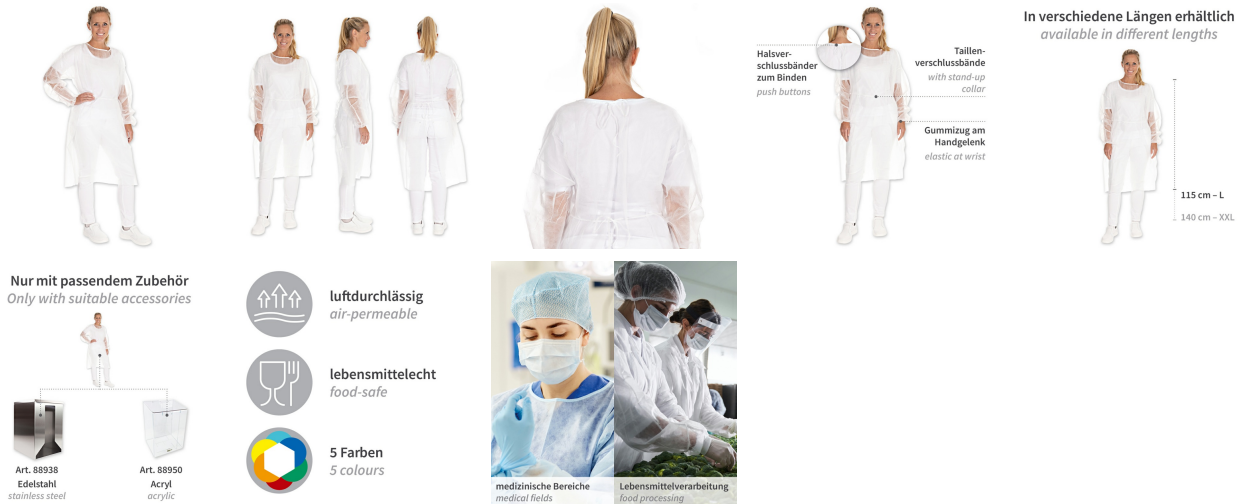 Halsver-
schlussbänder
zum Binden
push buttons
Taillen-
verschlussbände
with stand-up
collar
Gummizug am
Handgelenk
elastic at wrist
In verschiedene Längen erhältlich
available in different lengths
115 cm – L
140 cm – XXL
Nur mit passendem Zubehör
Only with suitable accessories
Art. 88938
Edelstahl
stainless steel
Art. 88950
Acryl
acrylic
luftdurchlässig
air-permeable
lebensmittelecht
food-safe
5 Farben
5 colours
medizinische Bereiche
medical fields
Lebensmittelverarbeitung
food processing